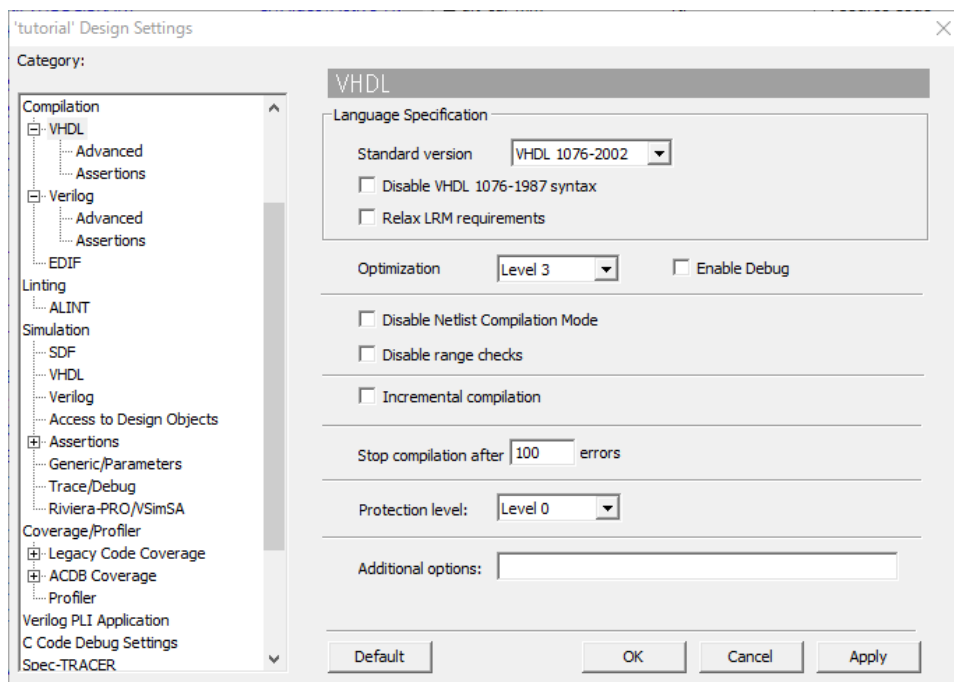 'tutorial' Design Settings
Category:
Compilation
VHDL
Advanced
Assertions
Verilog
Advanced
Assertions
EDIF
Linting
ALINT
Simulation
SDF
VHDL
Verilog
Access to Design Objects
Assertions
Generic/Parameters
Trace/Debug
Riviera-PRO/VSimSA
Coverage/Profiler
Legacy Code Coverage
ACDB Coverage
Profiler
Verilog PLI Application
C Code Debug Settings
Spec-TRACER
VHDL
Language Specification
Standard version VHDL 1076-2002
Disable VHDL 1076-1987 syntax
Relax LRM requirements
Optimization Level 3 Enable Debug
Disable Netlist Compilation Mode
Disable range checks
Incremental compilation
Stop compilation after 100 errors
Protection level: Level 0
Additional options:
Default OK Cancel Apply